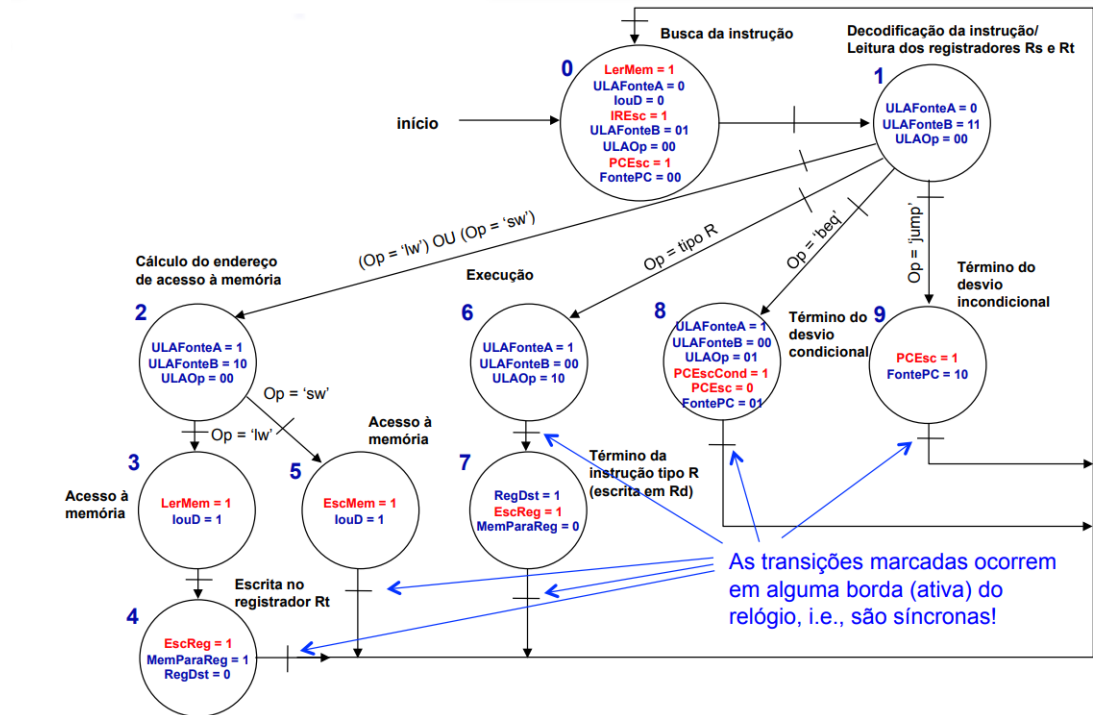 Busca da instrução
0
LerMem = 1
ULAFonteA = 0
IouD = 0
IREsc = 1
ULAFonteB = 01
ULAOp = 00
PCEsc = 1
FontePC = 00
início
Decodificação da instrução/
Leitura dos registradores Rs e Rt
1
ULAFonteA = 0
ULAFonteB = 11
ULAOp = 00
(Op = ‘lw’) OU (Op = ‘sw’)
Op = tipo R
Op = ‘beq’
Op = ‘jump’
Cálculo do endereço
de acesso à memória
2
ULAFonteA = 1
ULAFonteB = 10
ULAOp = 00
Execução
6
ULAFonteA = 1
ULAFonteB = 00
ULAOp = 10
8
ULAFonteA = 1
ULAFonteB = 00
ULAOp = 01
PCEscCond = 1
PCEsc = 0
FontePC = 01
Término do
desvio
condicional
Término do
desvio
incondicional
9
PCEsc = 1
FontePC = 10
Op = ‘sw’
Op = ‘lw’
3
Acesso à
memória
LerMem = 1
IouD = 1
Acesso à
memória
5
EscMem = 1
IouD = 1
7
Término da
instrução tipo R
(escrita em Rd)
RegDst = 1
EscReg = 1
MemParaReg = 0
Escrita no
registrador Rt
4
EscReg = 1
MemParaReg = 1
RegDst = 0
As transições marcadas ocorrem
em alguma borda (ativa) do
relógio, i.e., são síncronas!